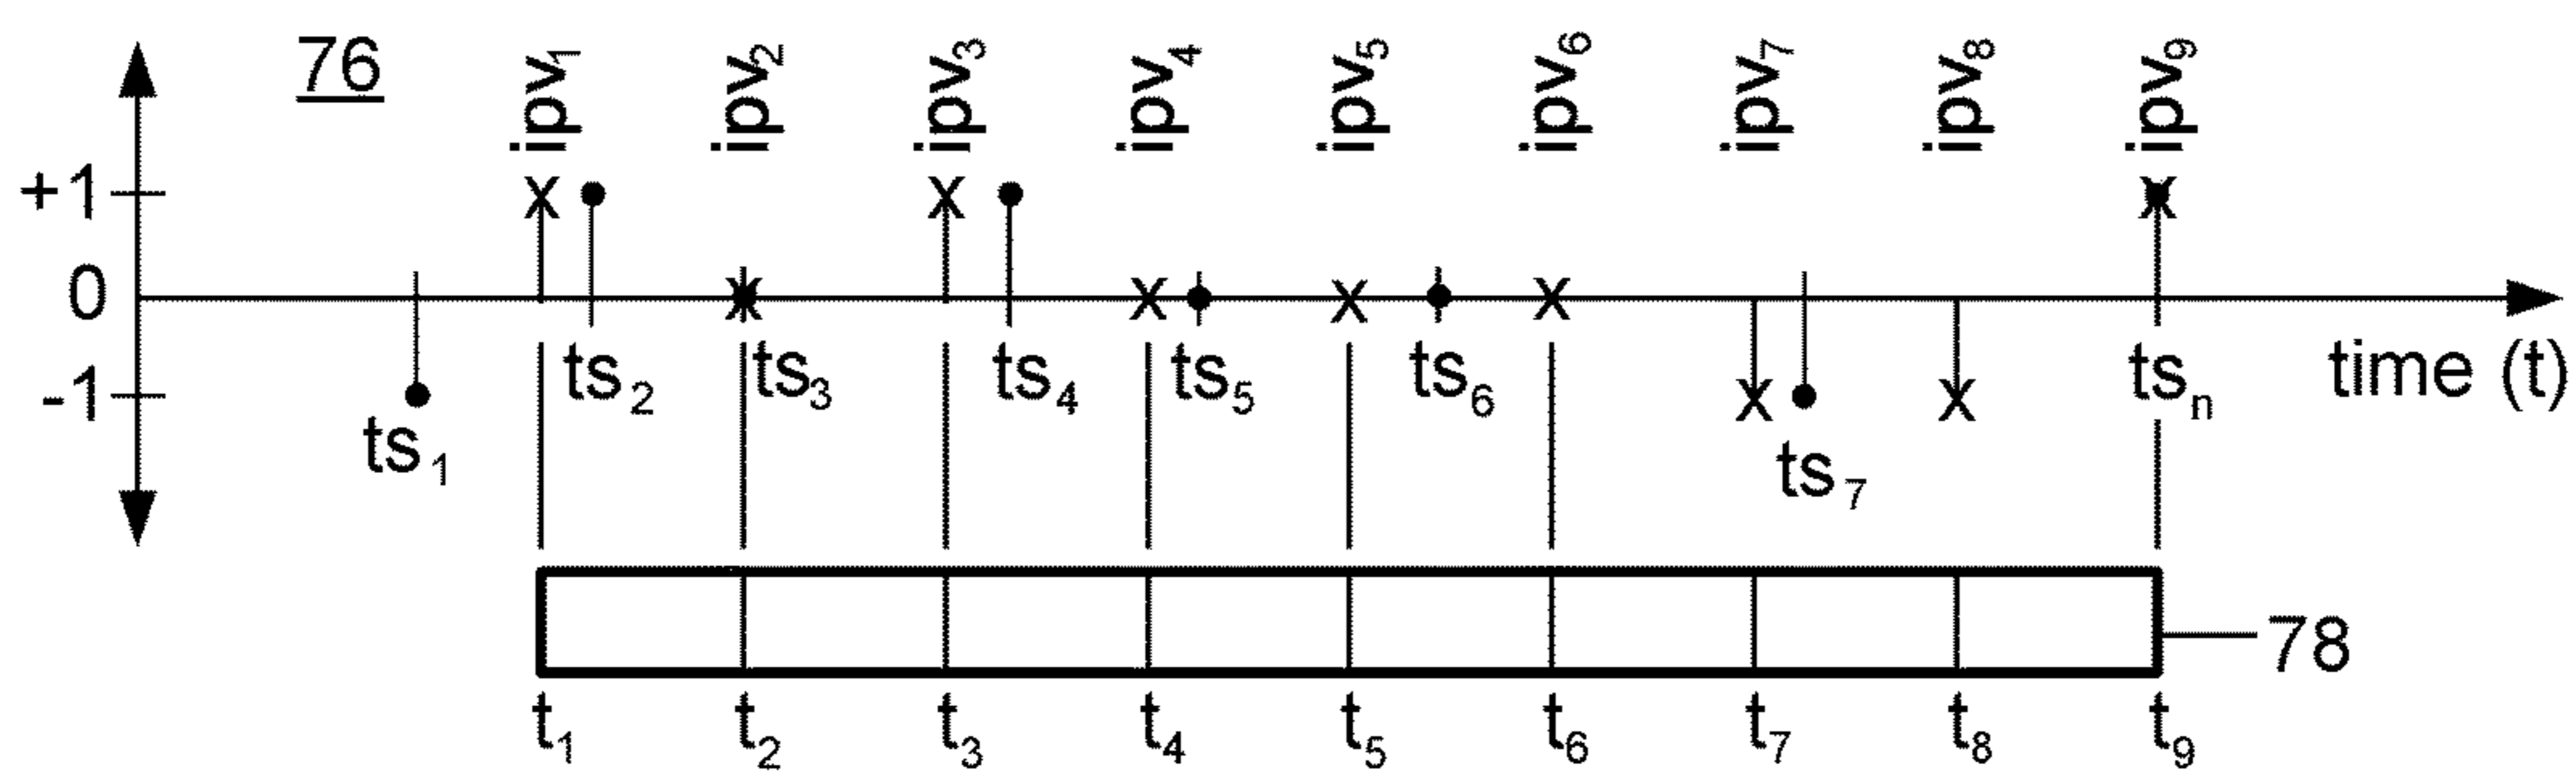 76
ipv1 ipv2 ipv3 ipv4 ipv5 ipv6 ipv7 ipv8 ipv9
+1
0
-1
ts1 ts2 ts3 ts4 ts5 ts6 ts7 tsn time (t)
78
t1 t2 t3 t4 t5 t6 t7 t8 t9